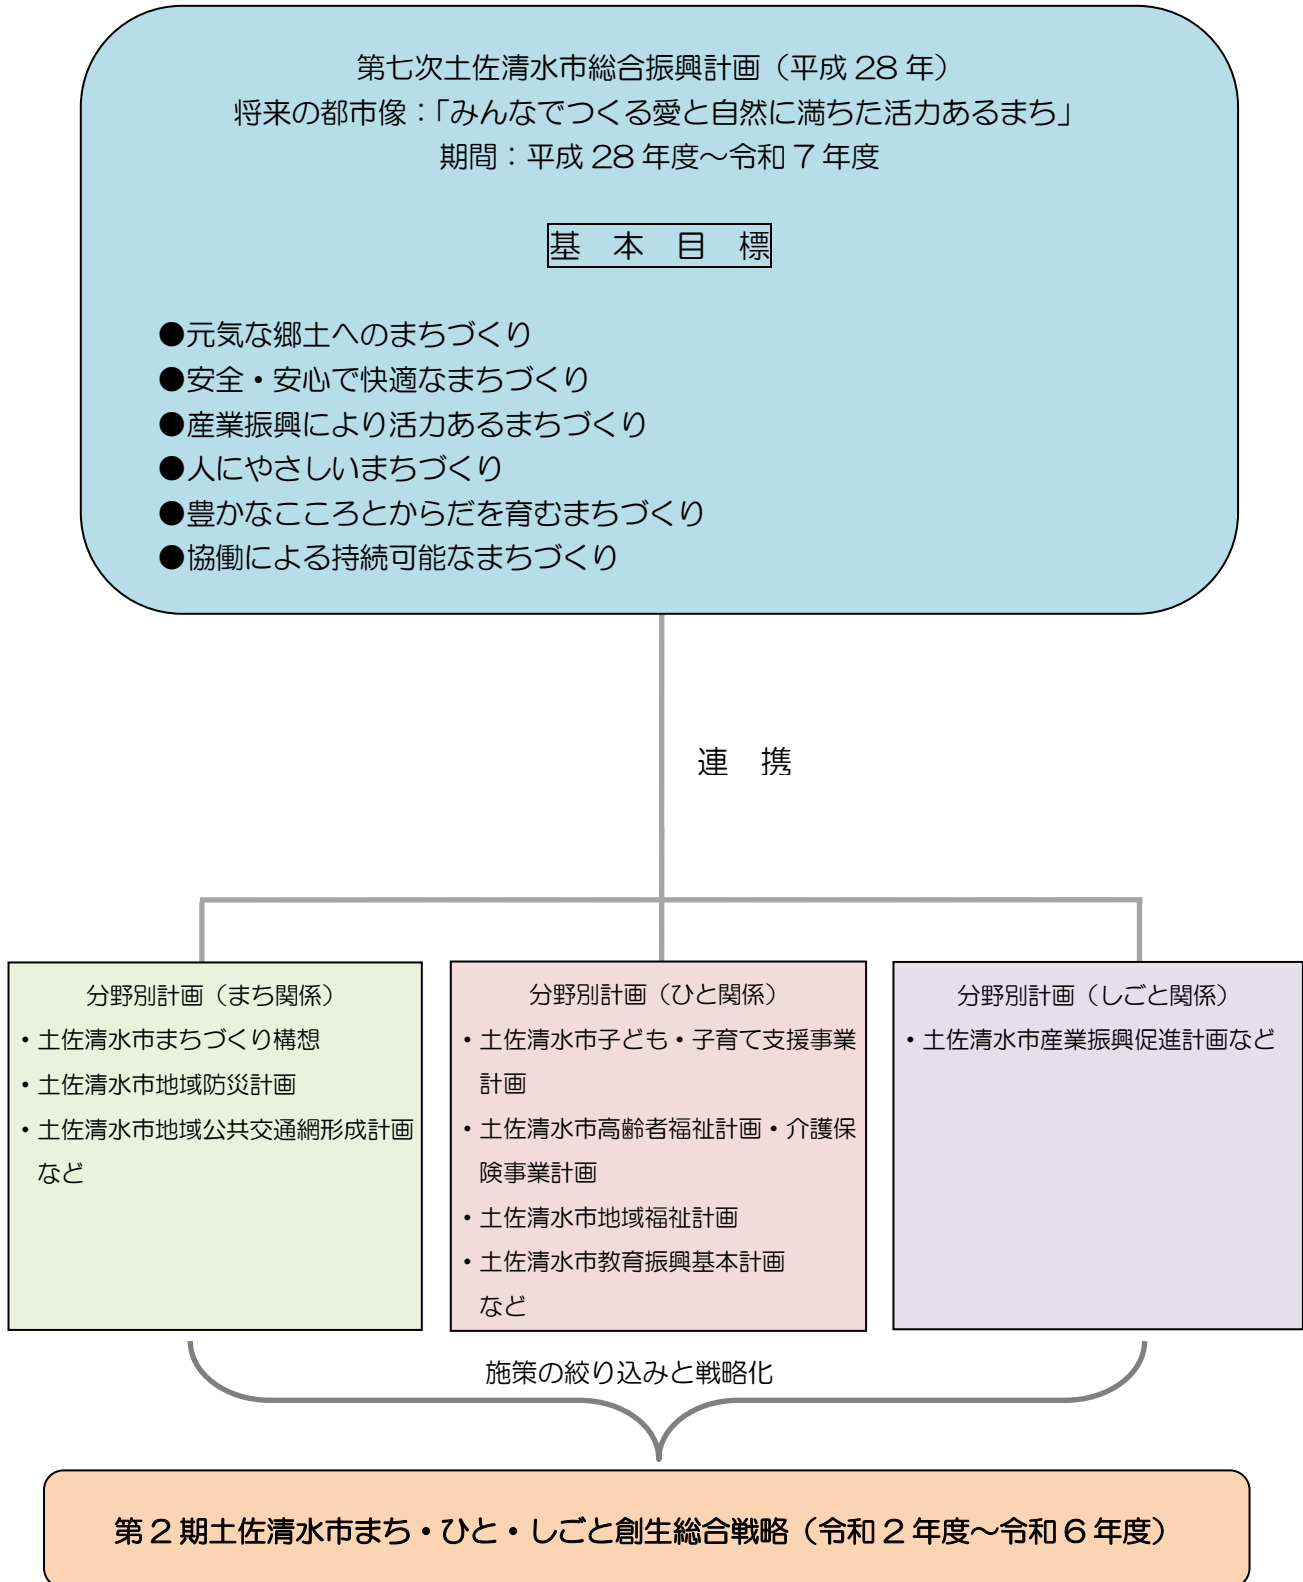 第七次土佐清水市総合振興計画（平成 28 年）
将来の都市像：「みんなでつくる愛と自然に満ちた活力あるまち」
期間：平成 28 年度～令和 7 年度
基　本　目　標
●元気な郷土へのまちづくり
●安全・安心で快適なまちづくり
●産業振興により活力あるまちづくり
●人にやさしいまちづくり
●豊かなこころとからだを育むまちづくり
●協働による持続可能なまちづくり
連　携
分野別計画（まち関係）
・土佐清水市まちづくり構想
・土佐清水市地域防災計画
・土佐清水市地域公共交通網形成計画
など
分野別計画（ひと関係）
・土佐清水市子ども・子育て支援事業
計画
・土佐清水市高齢者福祉計画・介護保
険事業計画
・土佐清水市地域福祉計画
・土佐清水市教育振興基本計画
など
分野別計画（しごと関係）
・土佐清水市産業振興促進計画など
施策の絞り込みと戦略化
第 2 期土佐清水市まち・ひと・しごと創生総合戦略（令和 2 年度～令和 6 年度）